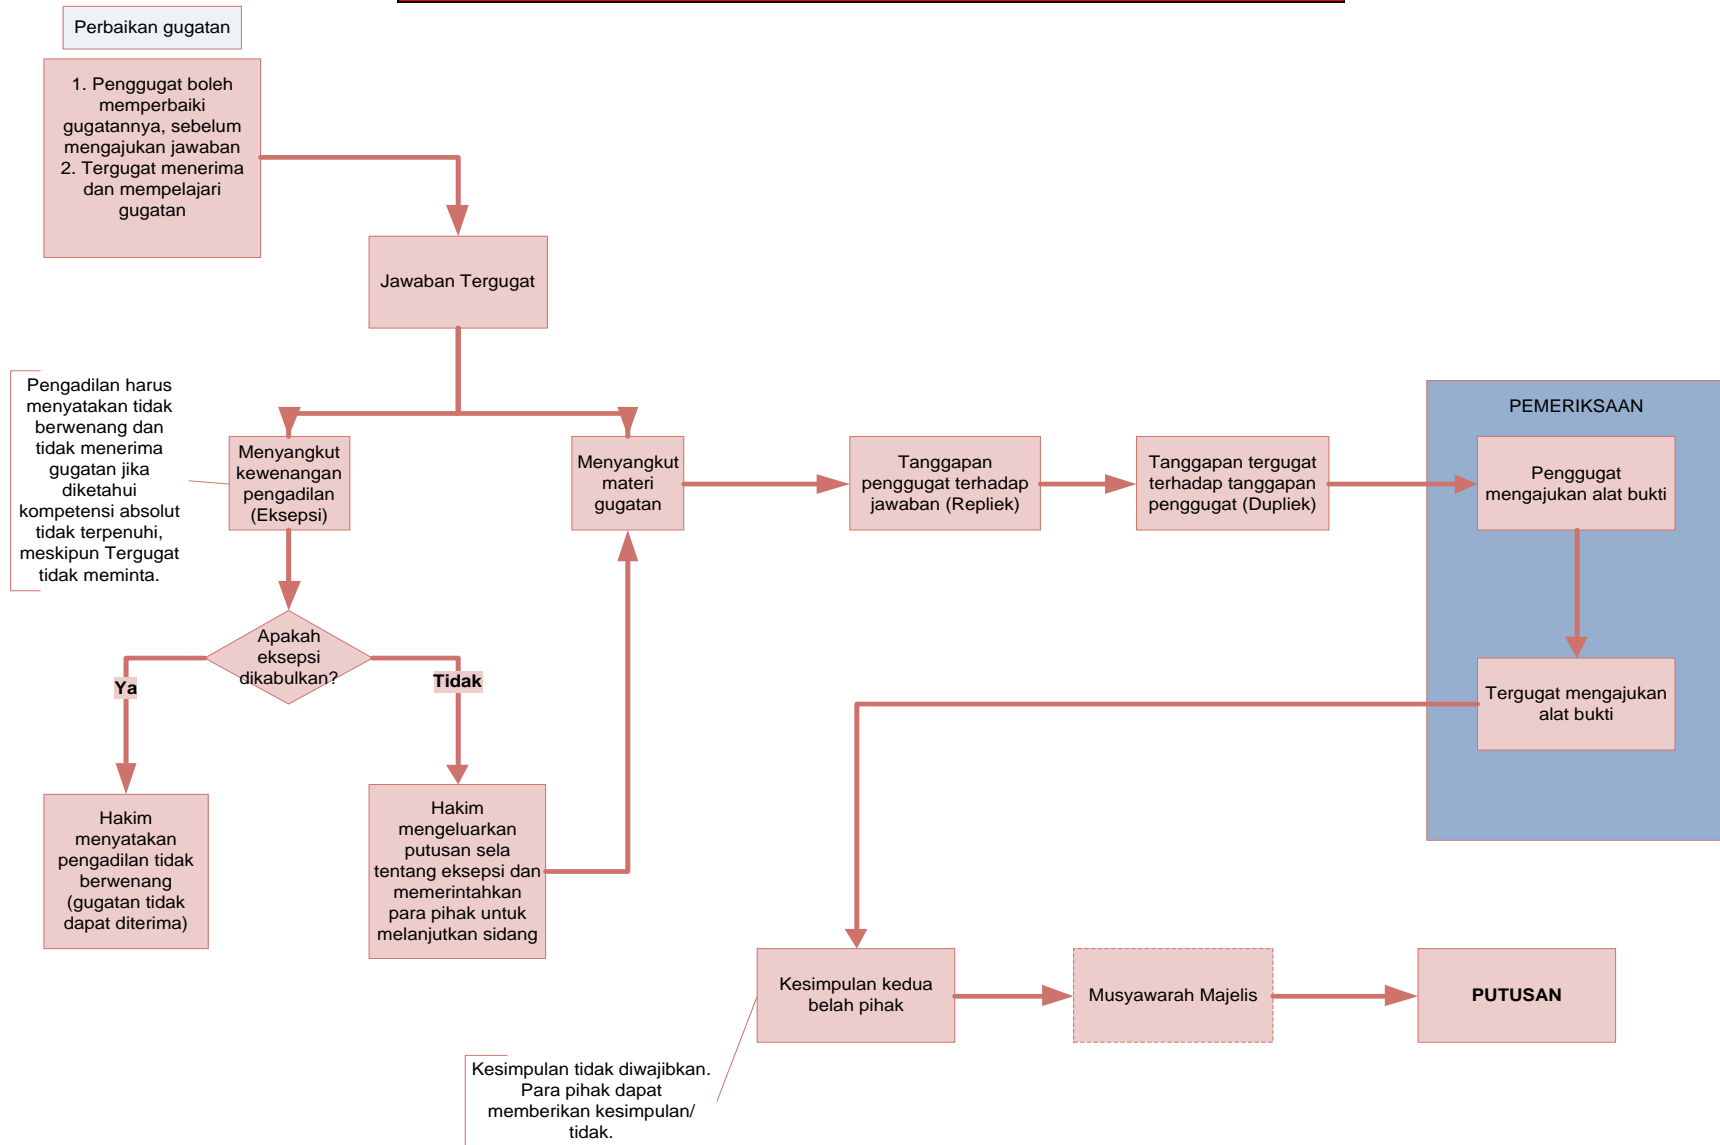 Perbaikan gugatan
1. Penggugat boleh
memperbaiki
gugatannya, sebelum
mengajukan jawaban
2. Tergugat menerima
dan mempelajari
gugatan
Jawaban Tergugat
Pengadilan harus
menyatakan tidak
berwenang dan
tidak menerima
gugatan jika
diketahui
kompetensi absolut
tidak terpenuhi,
meskipun Tergugat
tidak meminta.
Menyangkut
kewenangan
pengadilan
(Eksepsi)
Menyangkut
materi
gugatan
Tanggapan
penggugat terhadap
jawaban (Repliek)
Tanggapan tergugat
terhadap tanggapan
penggugat (Dupliek)
PEMERIKSAAN
Penggugat
mengajukan alat bukti
Apakah
eksepsi
dikabulkan?
Ya
Tidak
Tergugat mengajukan
alat bukti
Hakim
menyatakan
pengadilan tidak
berwenang
(gugatan tidak
dapat diterima)
Hakim
mengeluarkan
putusan sela
tentang eksepsi dan
memerintahkan
para pihak untuk
melanjutkan sidang
Kesimpulan kedua
belah pihak
Musyawarah Majelis
PUTUSAN
Kesimpulan tidak diwajibkan.
Para pihak dapat
memberikan kesimpulan/
tidak.